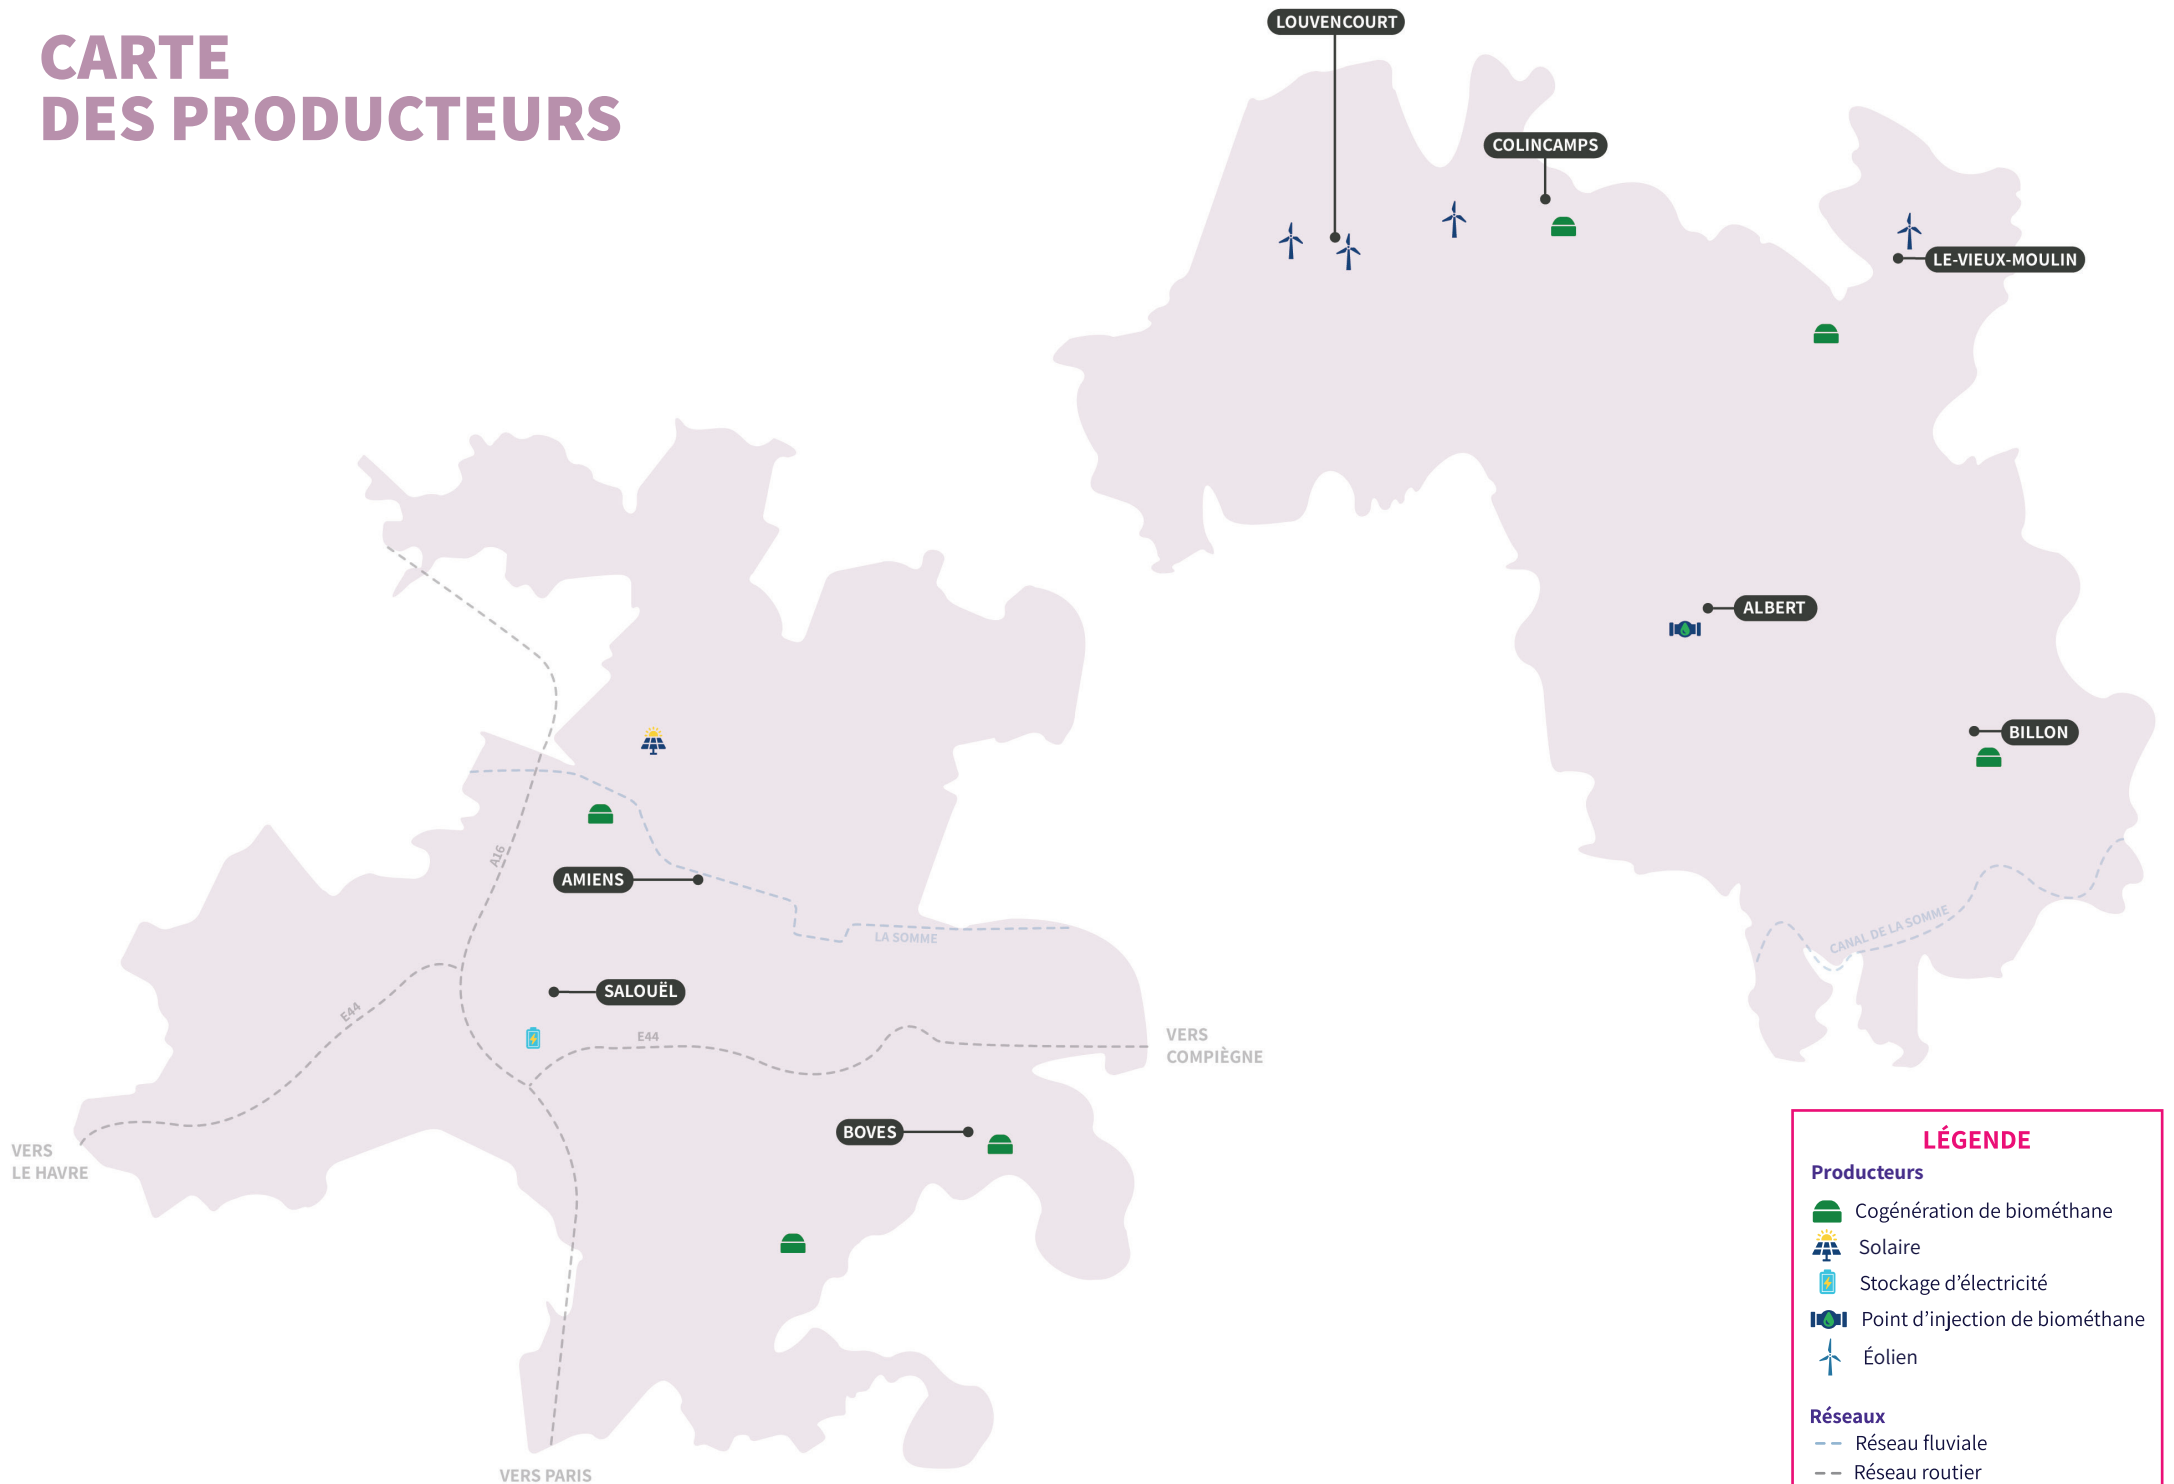 CARTE
DES PRODUCTEURS
LOUVENCOURT
COLINCAMPS
LE-VIEUX-MOULIN
ALBERT
BILLON
A16
AMIENS
LA SOMME
CANAL DE LA SOMME
SALOUËL
E44
E44
VERS
COMPIÈGNE
BOVES
VERS
LE HAVRE
VERS PARIS
LÉGENDE
Producteurs
Cogénération de biométhane
Solaire
Stockage d’électricité
Point d’injection de biométhane
Éolien
Réseaux
Réseau fluviale
Réseau routier